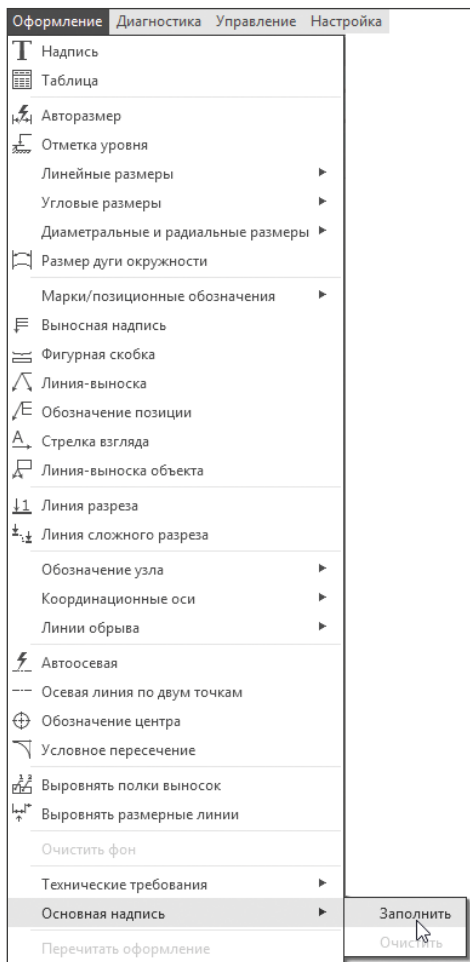 Оформление Диагностика Управление Настройка
Надпись
Таблица
Авторазмер
Отметка уровня
Линейные размеры
Угловые размеры
Диаметральные и радиальные размеры
Размер дуги окружности
Марки/позиционные обозначения
Выносная надпись
Фигурная скобка
Линия-выноска
Обозначение позиции
Стрелка взгляда
Линия-выноска объекта
Линия разреза
Линия сложного разреза
Обозначение узла
Координационные оси
Линии обрыва
Автоосевая
Осевая линия по двум точкам
Обозначение центра
Условное пересечение
Выровнять полки выносок
Выровнять размерные линии
Очистить фон
Технические требования
Основная надпись
Заполнить
Очистить
Перечитать оформление